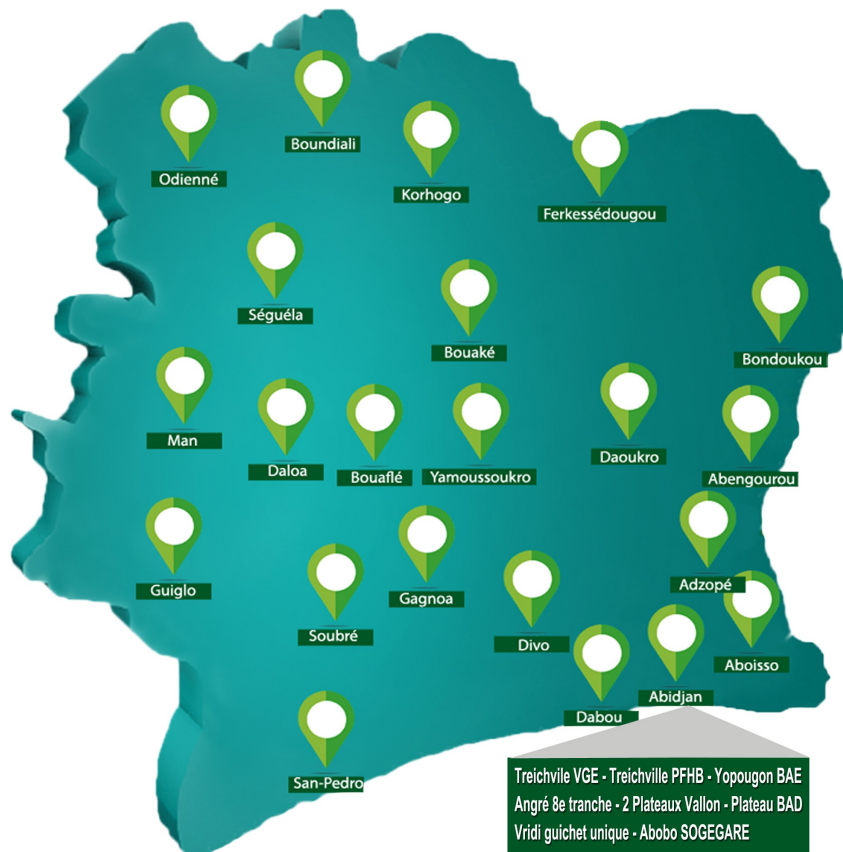 Boundiali
Odienné
Korhogo
Ferkessédougou
Séguéla
Bouaké
Bondoukou
Man
Daloa
Bouaflé
Yamoussoukro
Daoukro
Abengourou
Guiglo
Gagnoa
Adzopé
Soubré
Divo
Aboisso
Abidjan
Dabou
San-Pedro
Treichvile VGE - Treichville PFHB - Yopougon BAE
Angré 8e tranche - 2 Plateaux Vallon - Plateau BAD
Vridi guichet unique - Abobo SOGEGARE